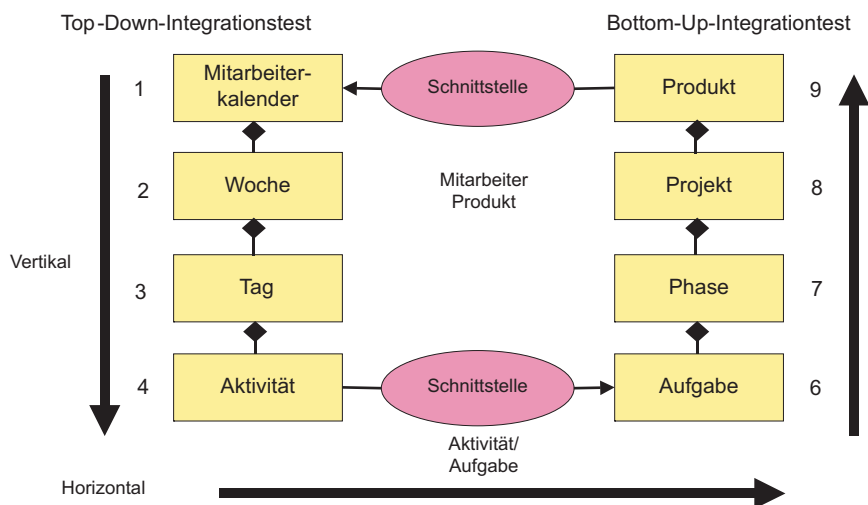 Top-Down-Integrationstest
Bottom-Up-Integrationtest
1
Mitarbeiter-
kalender
Schnittstelle
Produkt
9
2
Woche
Mitarbeiter
Produkt
Projekt
8
Vertikal
3
Tag
Phase
7
4
Aktivität
Schnittstelle
Aufgabe
6
Aktivität/
Aufgabe
Horizontal